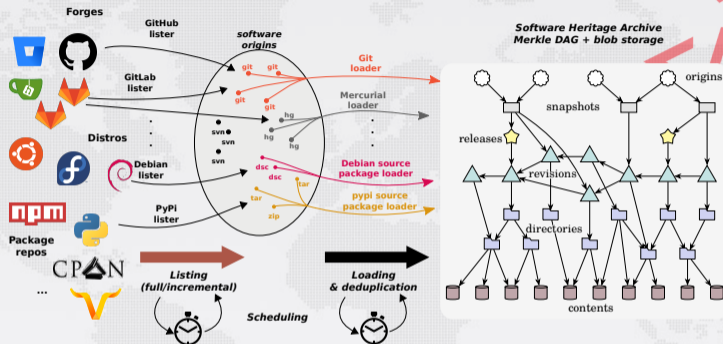 Forges
GitHub
lister
GitLab
lister
Distros
Debian
lister
npm
PyPi
lister
Package
repos
CPAN
...
software
origins
git
git
git
git
hg
hg
hg
svn
svn
svn
dsc
dsc
tar
tar
zip
Git
loader
Mercurial
loader
Debian source
package loader
pypi source
package loader
Listing
(full/incremental)
Scheduling
Loading
& deduplication
Software Heritage Archive
Merkle DAG + blob storage
origins
snapshots
releases
revisions
directories
contents